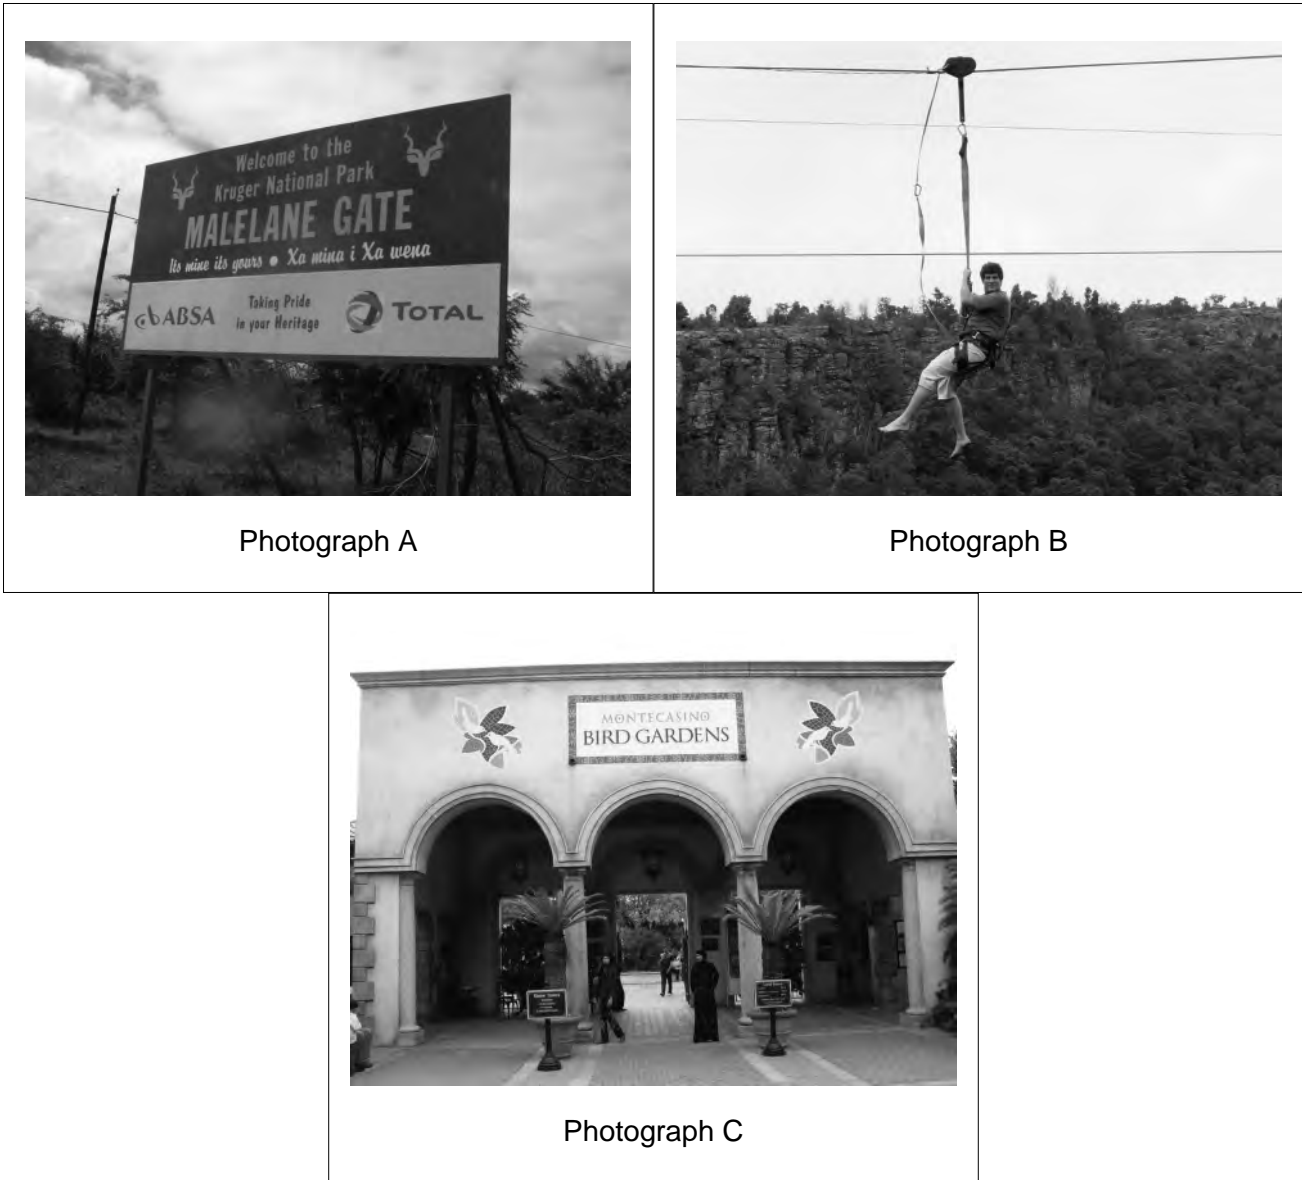 Welcome to the
Kruger National Park
MALELANE GATE
Its mine its yours • Xa mina i Xa wena
ABSA
Taking Pride
in your Heritage
TOTAL
Photograph A
Photograph B
MONTECASINO
BIRD GARDENS
Photograph C